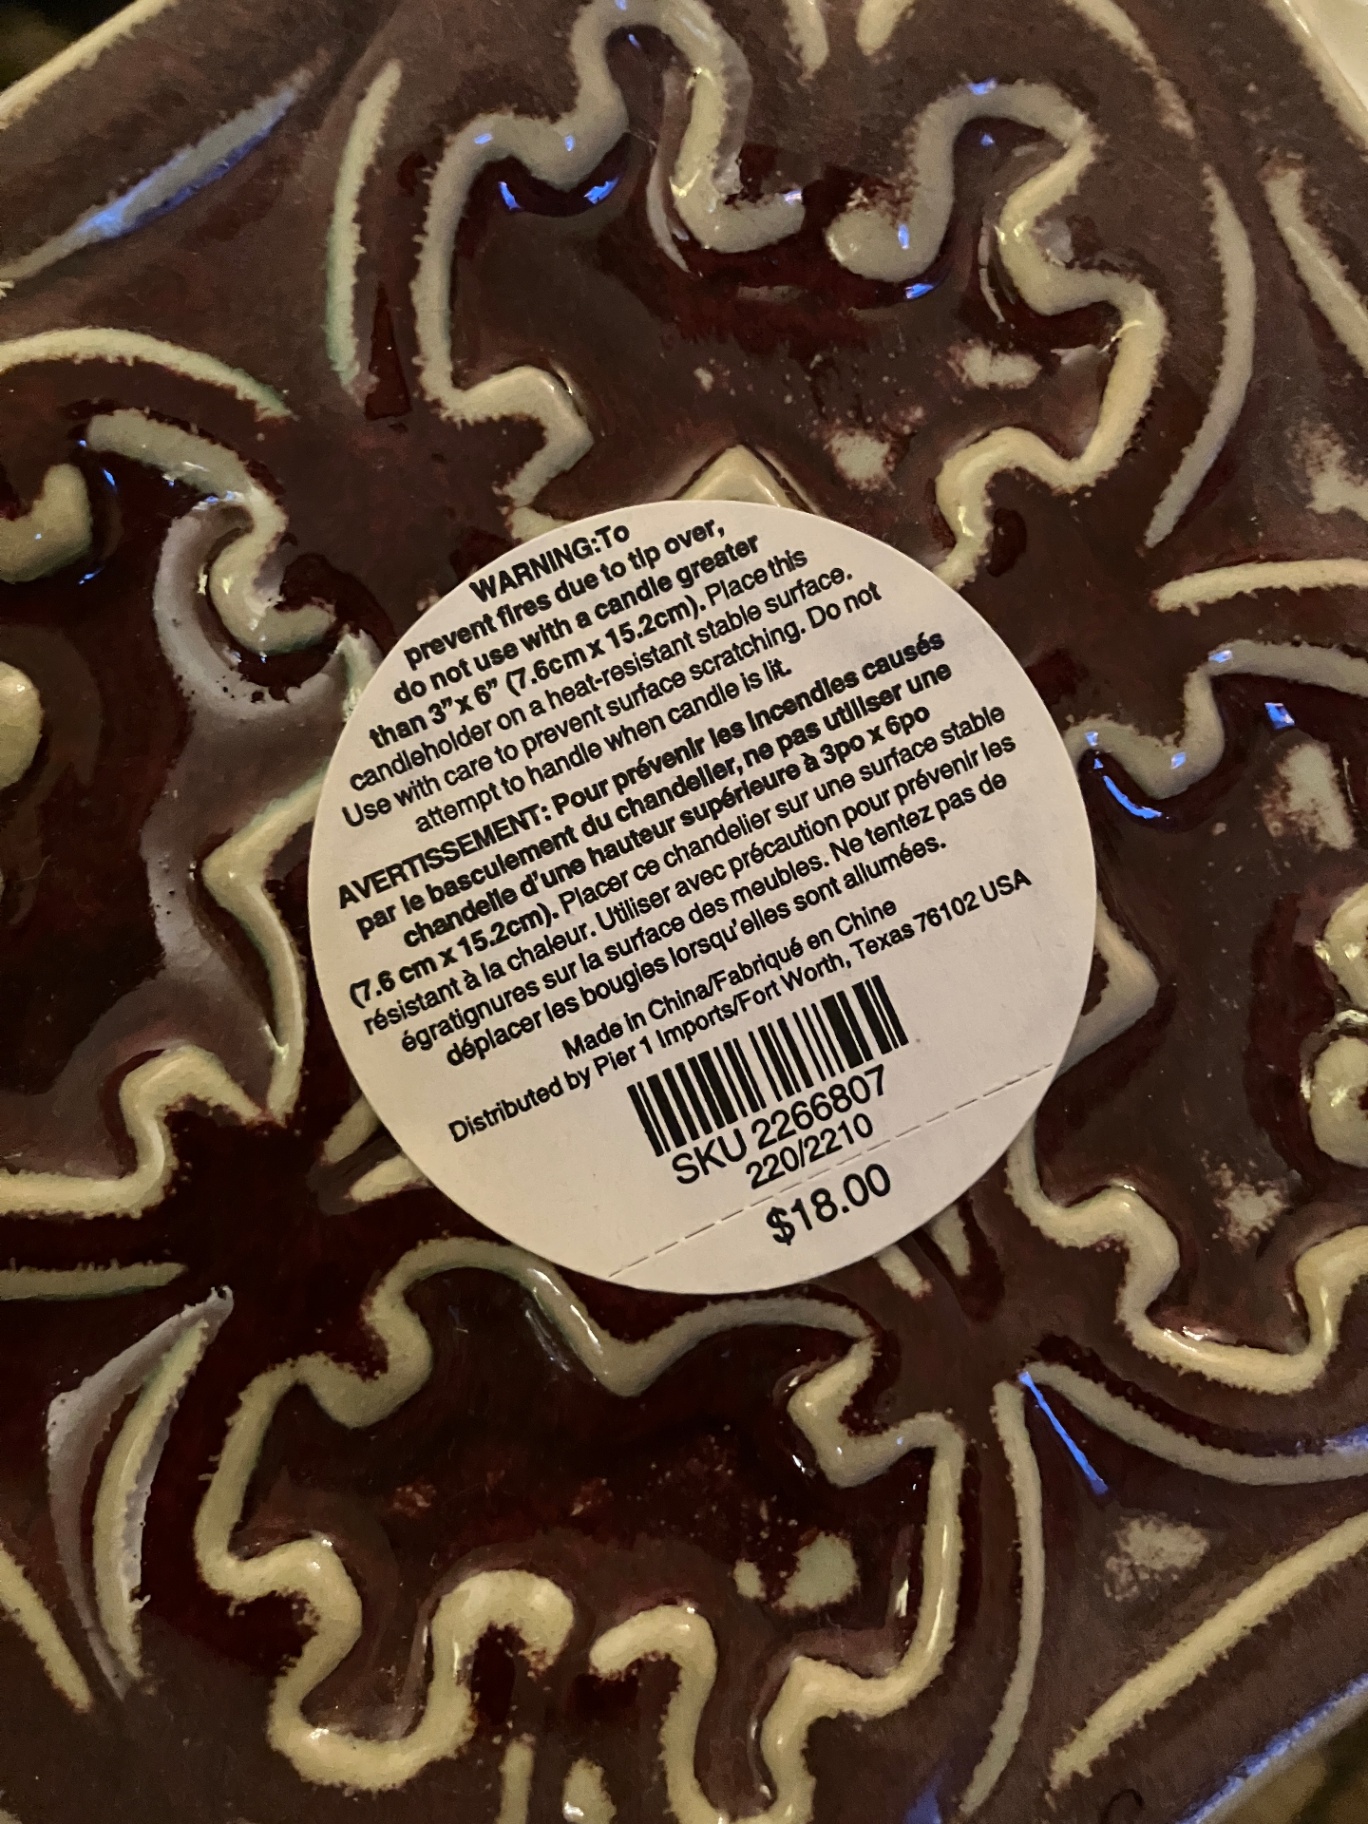 WARNING:To
prevent fires due to tip over,
do not use with a candle greater
than 3"x 6" (7.6cm x 15.2cm). Place this
candleholder on a heat-resistant stable surface.
Use with care to prevent surface scratching. Do not
attempt to handle when candle is lit.
AVERTISSEMENT: Pour prévenir les incendies causés
par le basculement du chandelier, ne pas utiliser une
chandelle d'une hauteur supérieure à 3po x 6po
(7.6 cm x 15.2cm). Placer ce chandelier sur une surface stable
résistant à la chaleur. Utiliser avec précaution pour prévenir les
égratignures sur la surface des meubles. Ne tentez pas de
déplacer les bougies lorsqu'elles sont allumées.
Made in China/Fabriqué en Chine
Distributed by Pier 1 Imports/Fort Worth, Texas 76102 USA
SKU 2266807
220/2210
$18.00